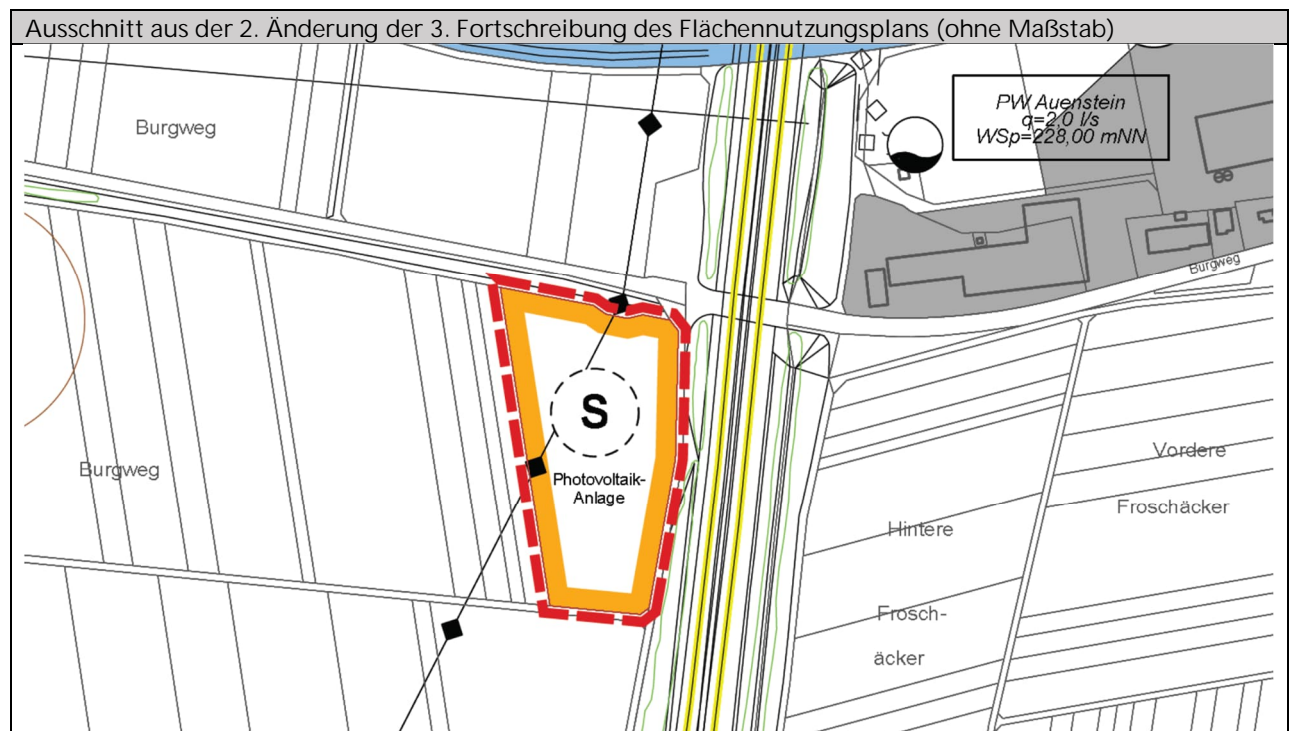 Ausschnitt aus der 2. Änderung der 3. Fortschreibung des Flächennutzungsplans (ohne Maßstab)
Burgweg
PW Auenstein
q=2,0 l/s
WSp=228,00 mNN
Burgweg
Burgweg
S
Photovoltaik-
Anlage
Vordere
Froschäcker
Hintere
Frosch-
äcker